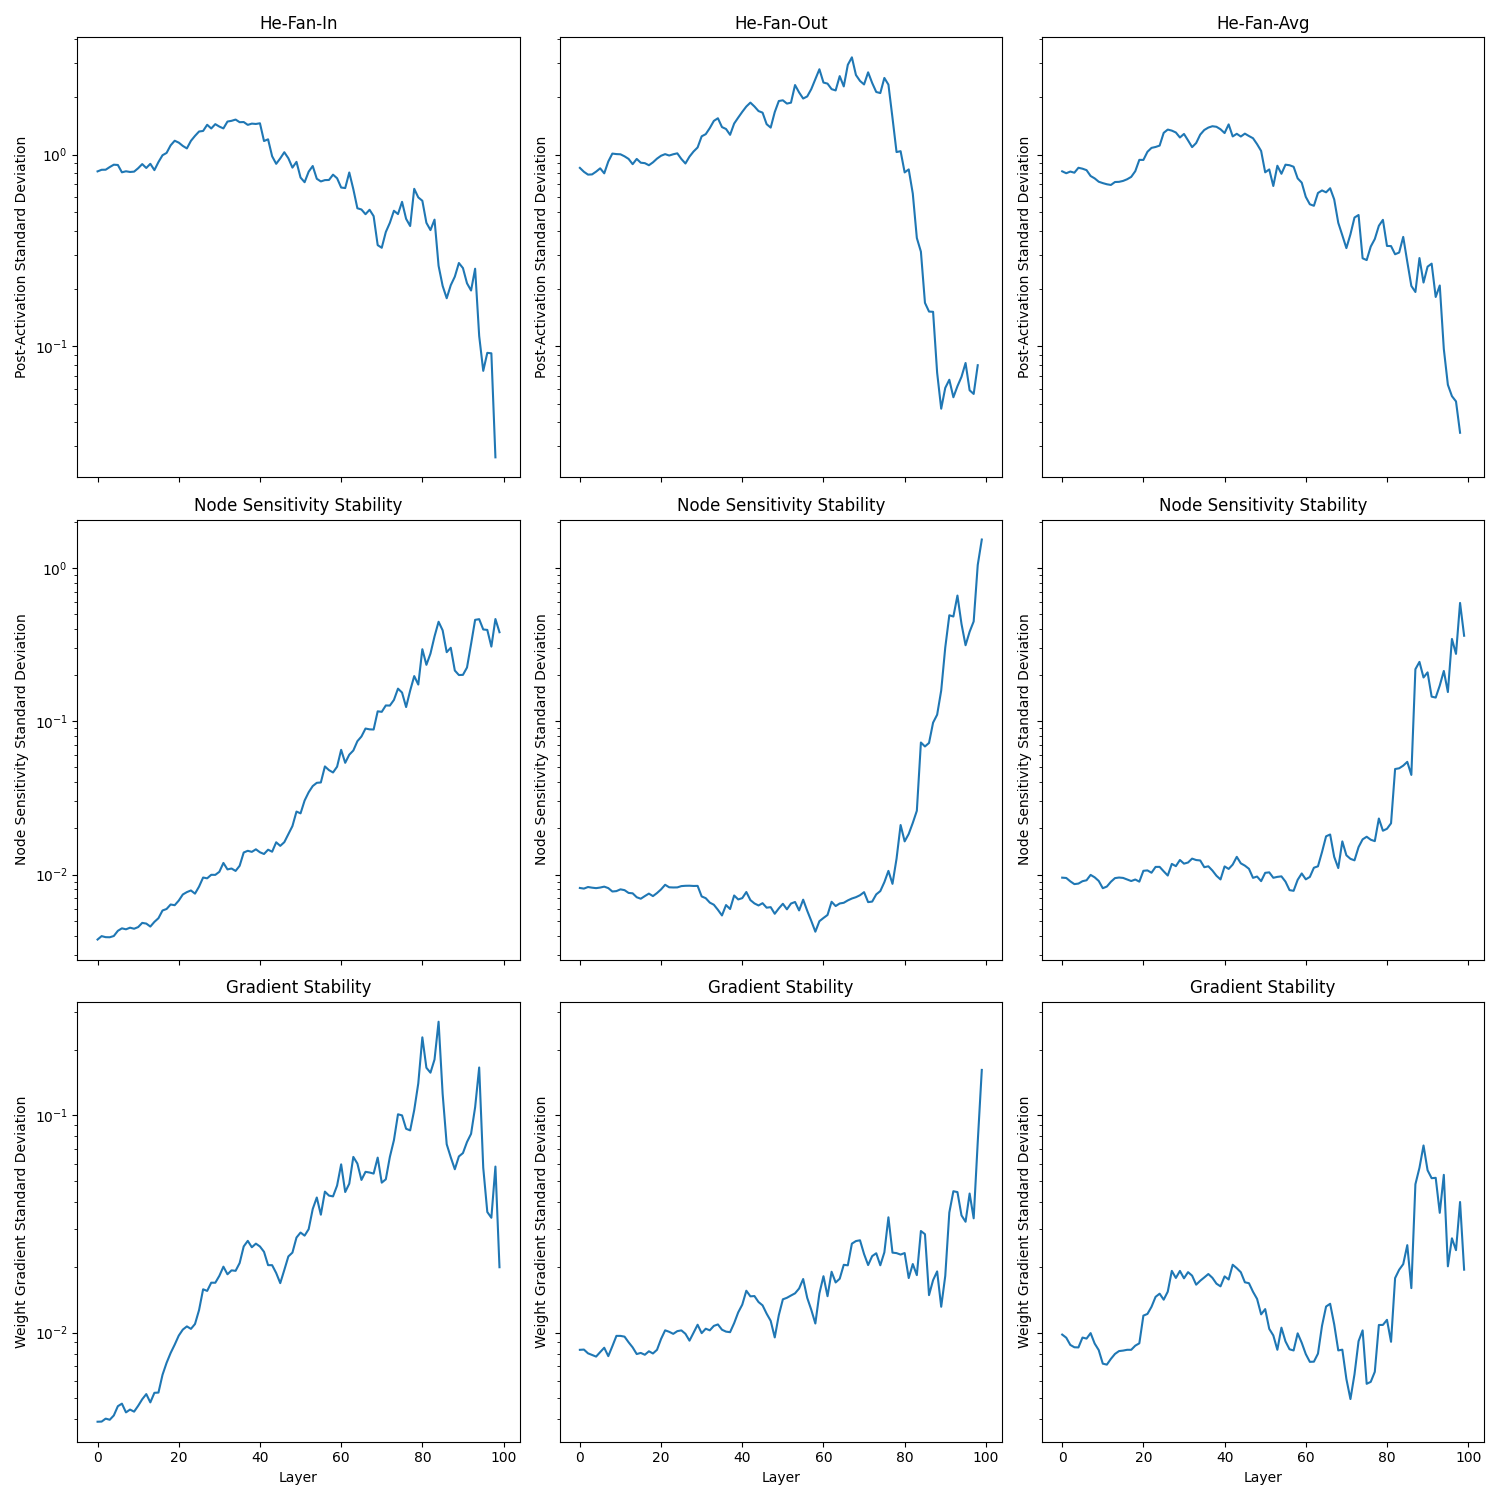 He-Fan-In
He-Fan-Out
He-Fan-Avg
Post-Activation Standard Deviation
10⁰
10⁻¹
Post-Activation Standard Deviation
Post-Activation Standard Deviation
Node Sensitivity Stability
Node Sensitivity Stability
Node Sensitivity Stability
Node Sensitivity Standard Deviation
10⁰
10⁻¹
10⁻²
Node Sensitivity Standard Deviation
Node Sensitivity Standard Deviation
Gradient Stability
Gradient Stability
Gradient Stability
Weight Gradient Standard Deviation
10⁻¹
10⁻²
Weight Gradient Standard Deviation
Weight Gradient Standard Deviation
0 20 40 60 80 100
0 20 40 60 80 100
0 20 40 60 80 100
Layer
Layer
Layer